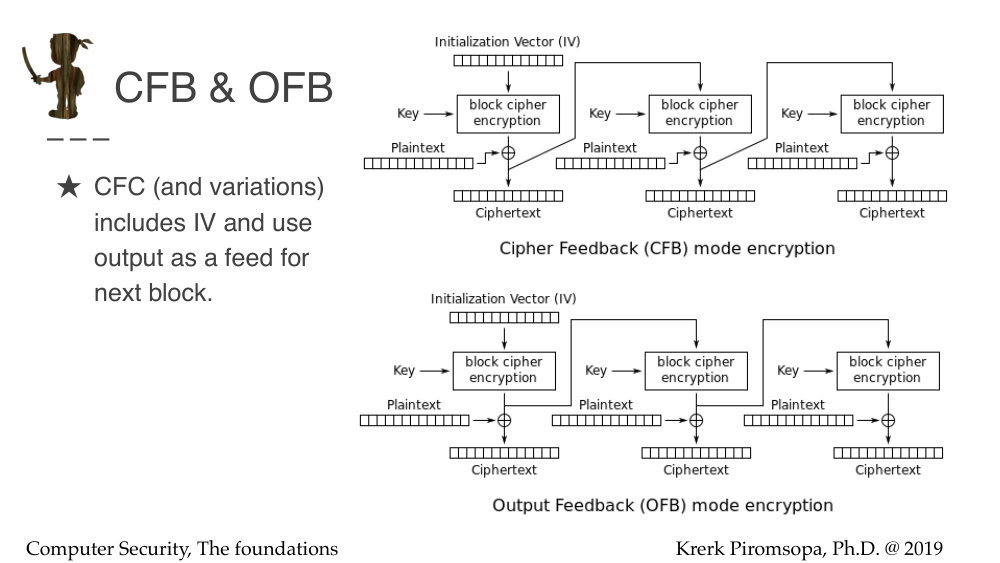 CFB & OFB
★ CFC (and variations)
includes IV and use
output as a feed for
next block.
Initialization Vector (IV)
Key
block cipher
encryption
Key
block cipher
encryption
Key
block cipher
encryption
Plaintext
Plaintext
Plaintext
Ciphertext
Ciphertext
Ciphertext
Cipher Feedback (CFB) mode encryption
Initialization Vector (IV)
Key
block cipher
encryption
Key
block cipher
encryption
Key
block cipher
encryption
Plaintext
Plaintext
Plaintext
Ciphertext
Ciphertext
Ciphertext
Output Feedback (OFB) mode encryption
Computer Security, The foundations
Krerk Piromsopa, Ph.D. @ 2019